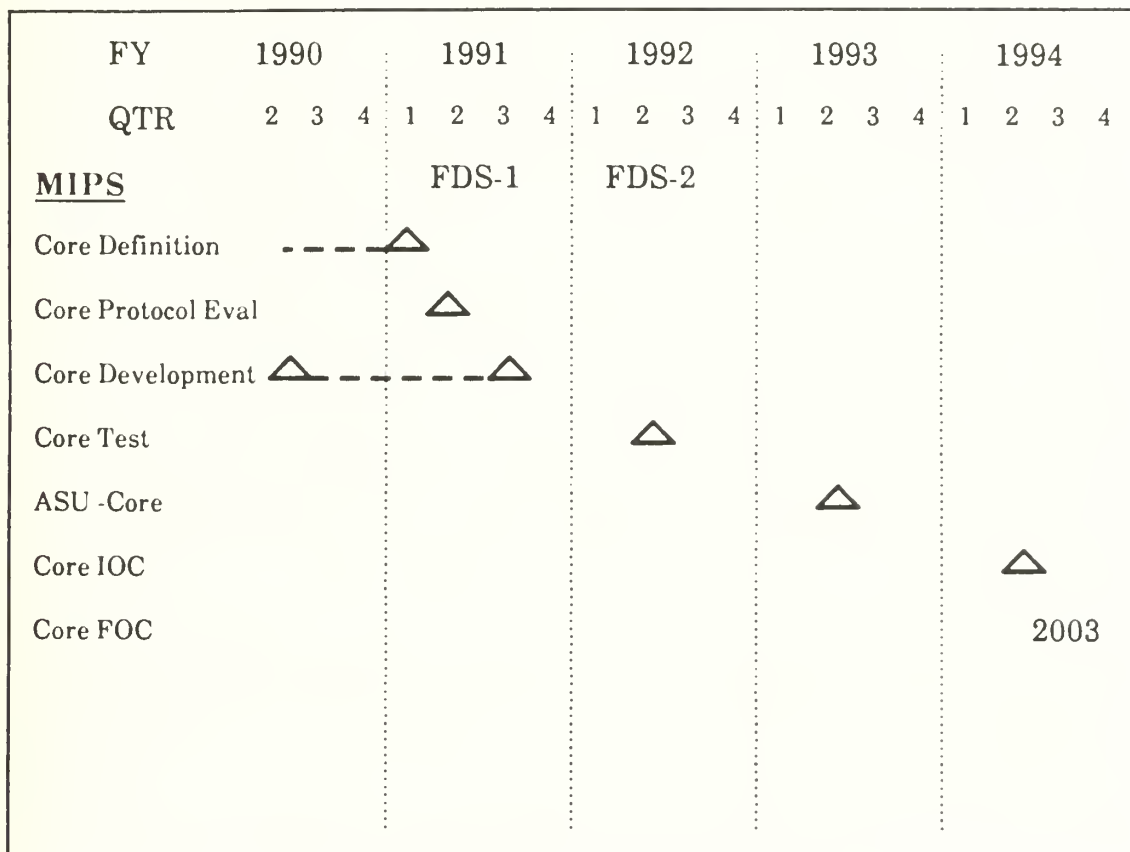 FY 1990 1991 1992 1993 1994
QTR 2 3 4 1 2 3 4 1 2 3 4 1 2 3 4 1 2 3 4
MIPS FDS-1 FDS-2
Core Definition
Core Protocol Eval
Core Development
Core Test
ASU -Core
Core IOC
Core FOC 2003